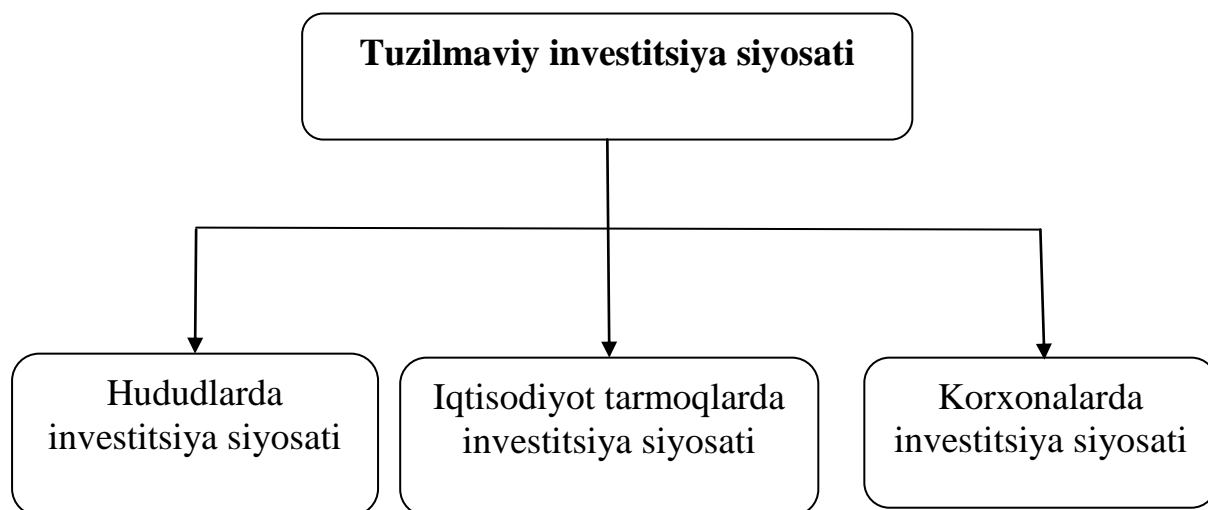 Tuzilmaviy investitsiya siyosati
Hududlarda
investitsiya siyosati
Iqtisodiyot tarmoqlarda
investitsiya siyosati
Korxonalarda
investitsiya siyosati